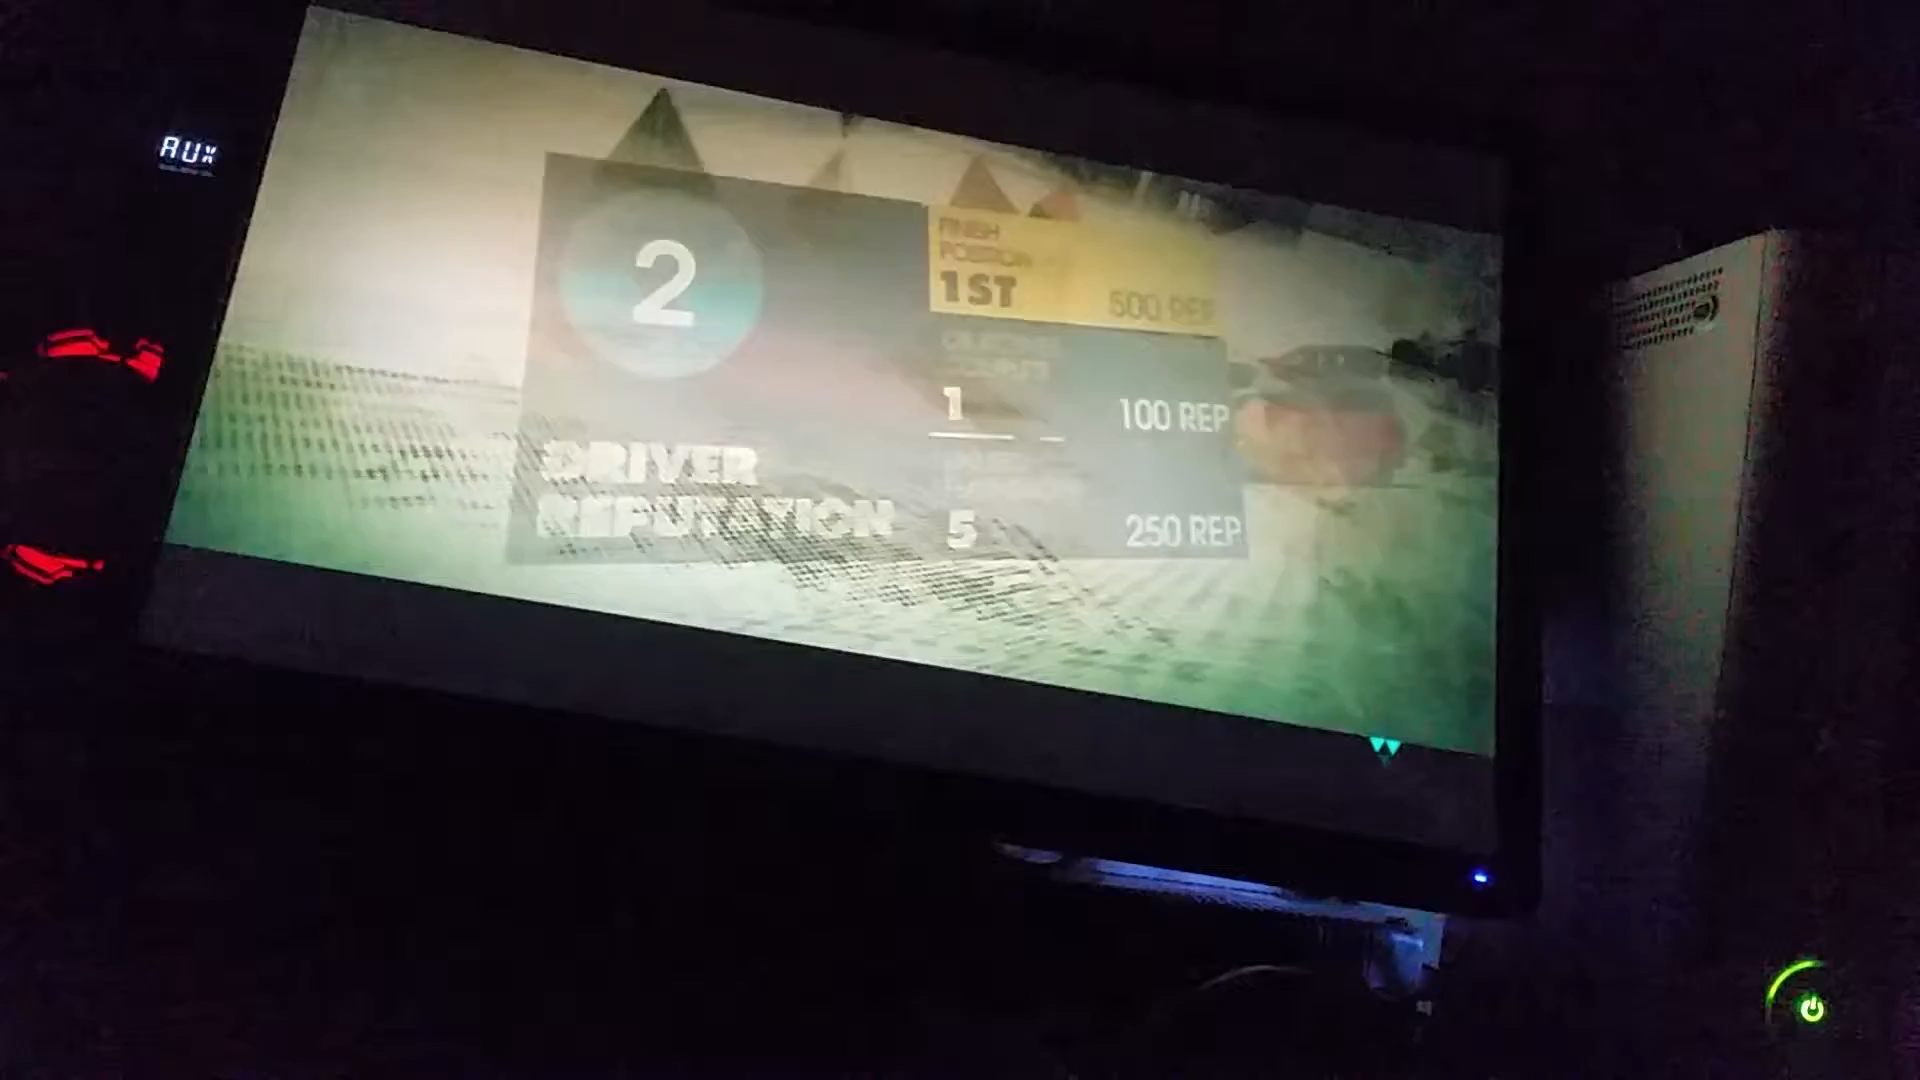 AUX
2
DRIVER
REPUTATION
FINISH
POSITION
1ST
500 REP
1
100 REP
5
250 REP